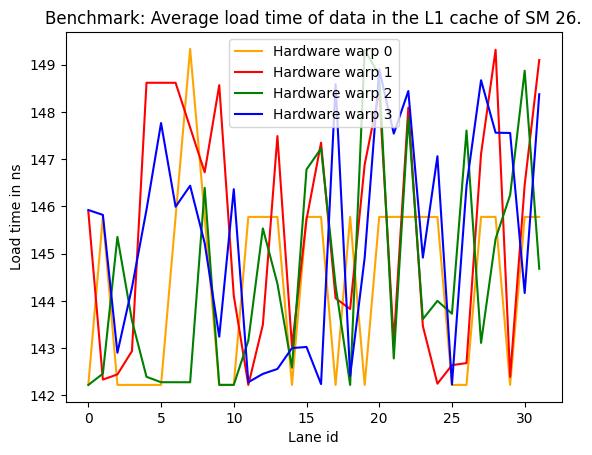 Benchmark: Average load time of data in the L1 cache of SM 26.
Hardware warp 0
Hardware warp 1
Hardware warp 2
Hardware warp 3
Load time in ns
149
148
147
146
145
144
143
142
0 5 10 15 20 25 30
Lane id